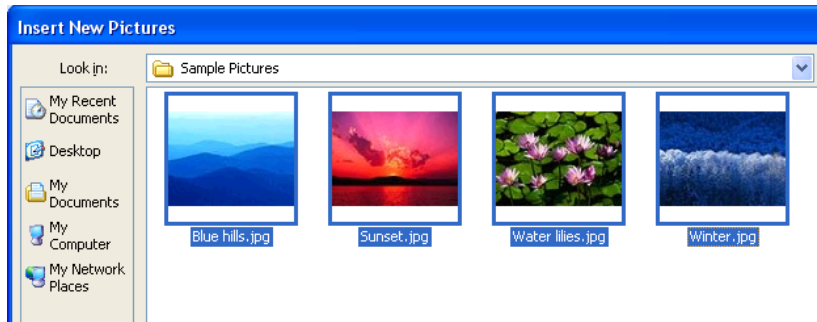 Insert New Pictures
Look in:
Sample Pictures
My Recent
Documents
Desktop
My
Documents
My
Computer
My Network
Places
Blue hills.jpg
Sunset.jpg
Water lilies.jpg
Winter.jpg